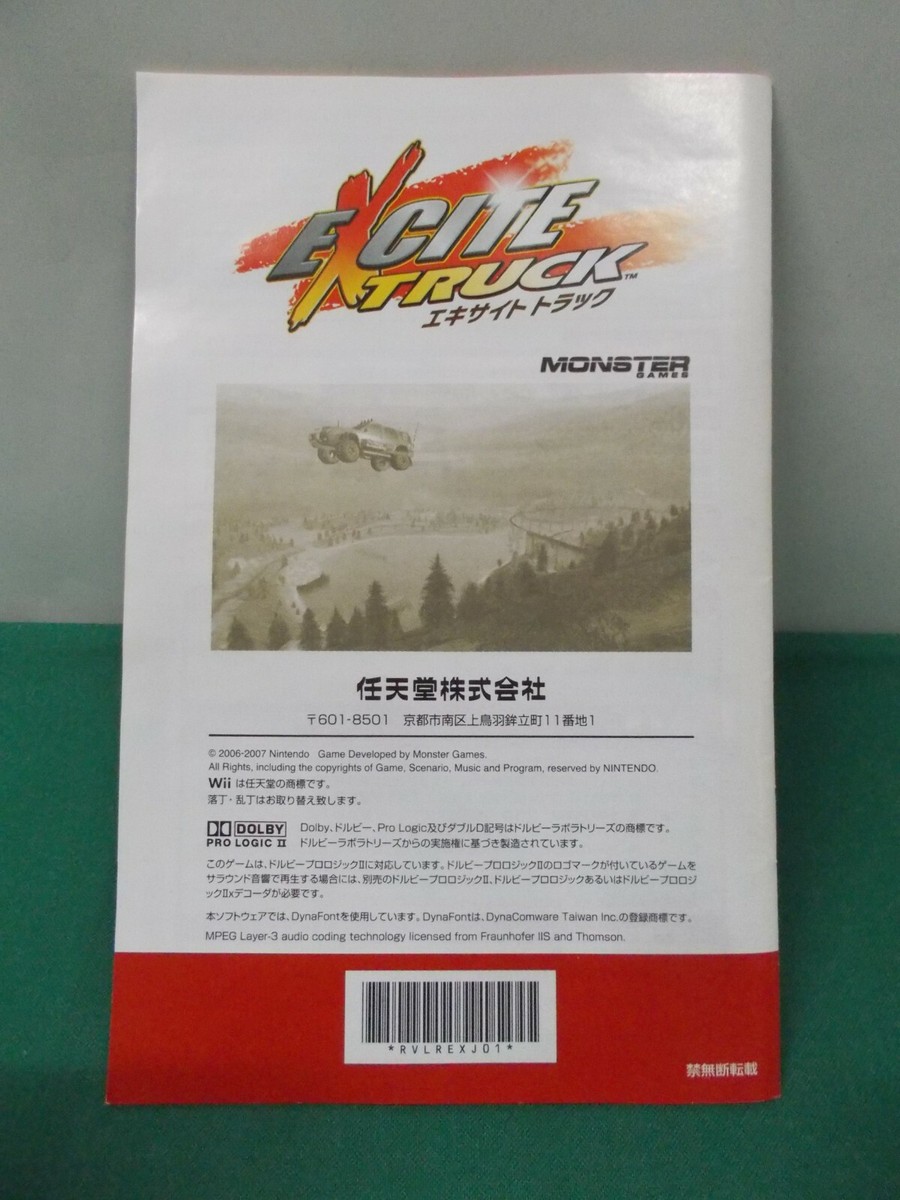 EXCITE
TRUCK™
エキサイトトラック
MONSTER
GAMES
任天堂株式会社
〒601-8501 京都市南区上鳥羽鉾立町11番地1
© 2006-2007 Nintendo Game Developed by Monster Games.
All Rights, including the copyrights of Game, Scenario, Music and Program, reserved by NINTENDO.
Wii は任天堂の商標です。
落丁・乱丁はお取り替え致します。
DOLBY
PRO LOGIC II
Dolby、ドルビー、Pro Logic及びダブルD記号はドルビーラボラトリーズの商標です。
ドルビーラボラトリーズからの実施権に基づき製造されています。
このゲームは、ドルビープロロジックⅡに対応しています。ドルビープロロジックⅡのロゴマークが付いているゲームを
サラウンド音響で再生する場合には、別売のドルビープロロジックⅡ、ドルビープロロジックあるいはドルビープロロジ
ックⅡxデコーダが必要です。
本ソフトウェアでは、DynaFontを使用しています。DynaFontは、DynaComware Taiwan Inc.の登録商標です。
MPEG Layer-3 audio coding technology licensed from Fraunhofer IIS and Thomson.
*RVLREXJ01*
禁無断転載